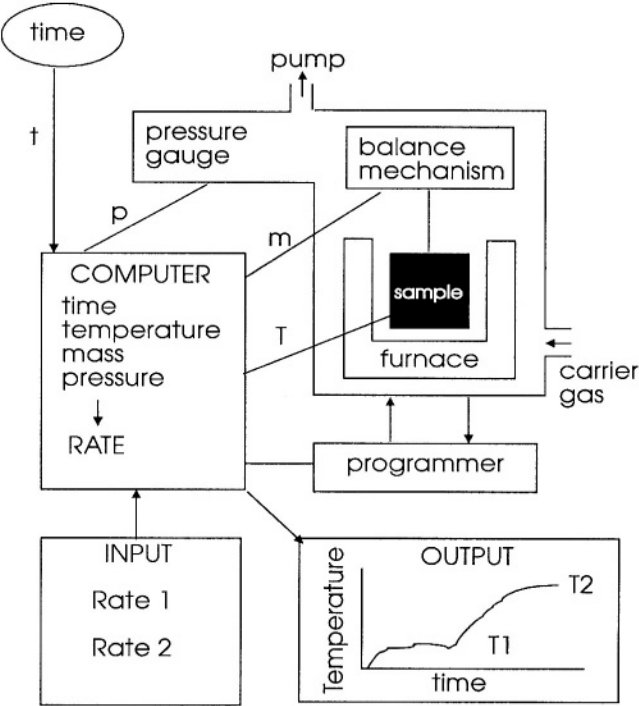 time
pump
t
pressure
gauge
balance
mechanism
p
m
COMPUTER
time
temperature
mass
pressure
RATE
sample
T
furnace
carrier
gas
programmer
INPUT
Rate 1
Rate 2
OUTPUT
Temperature
T2
T1
time